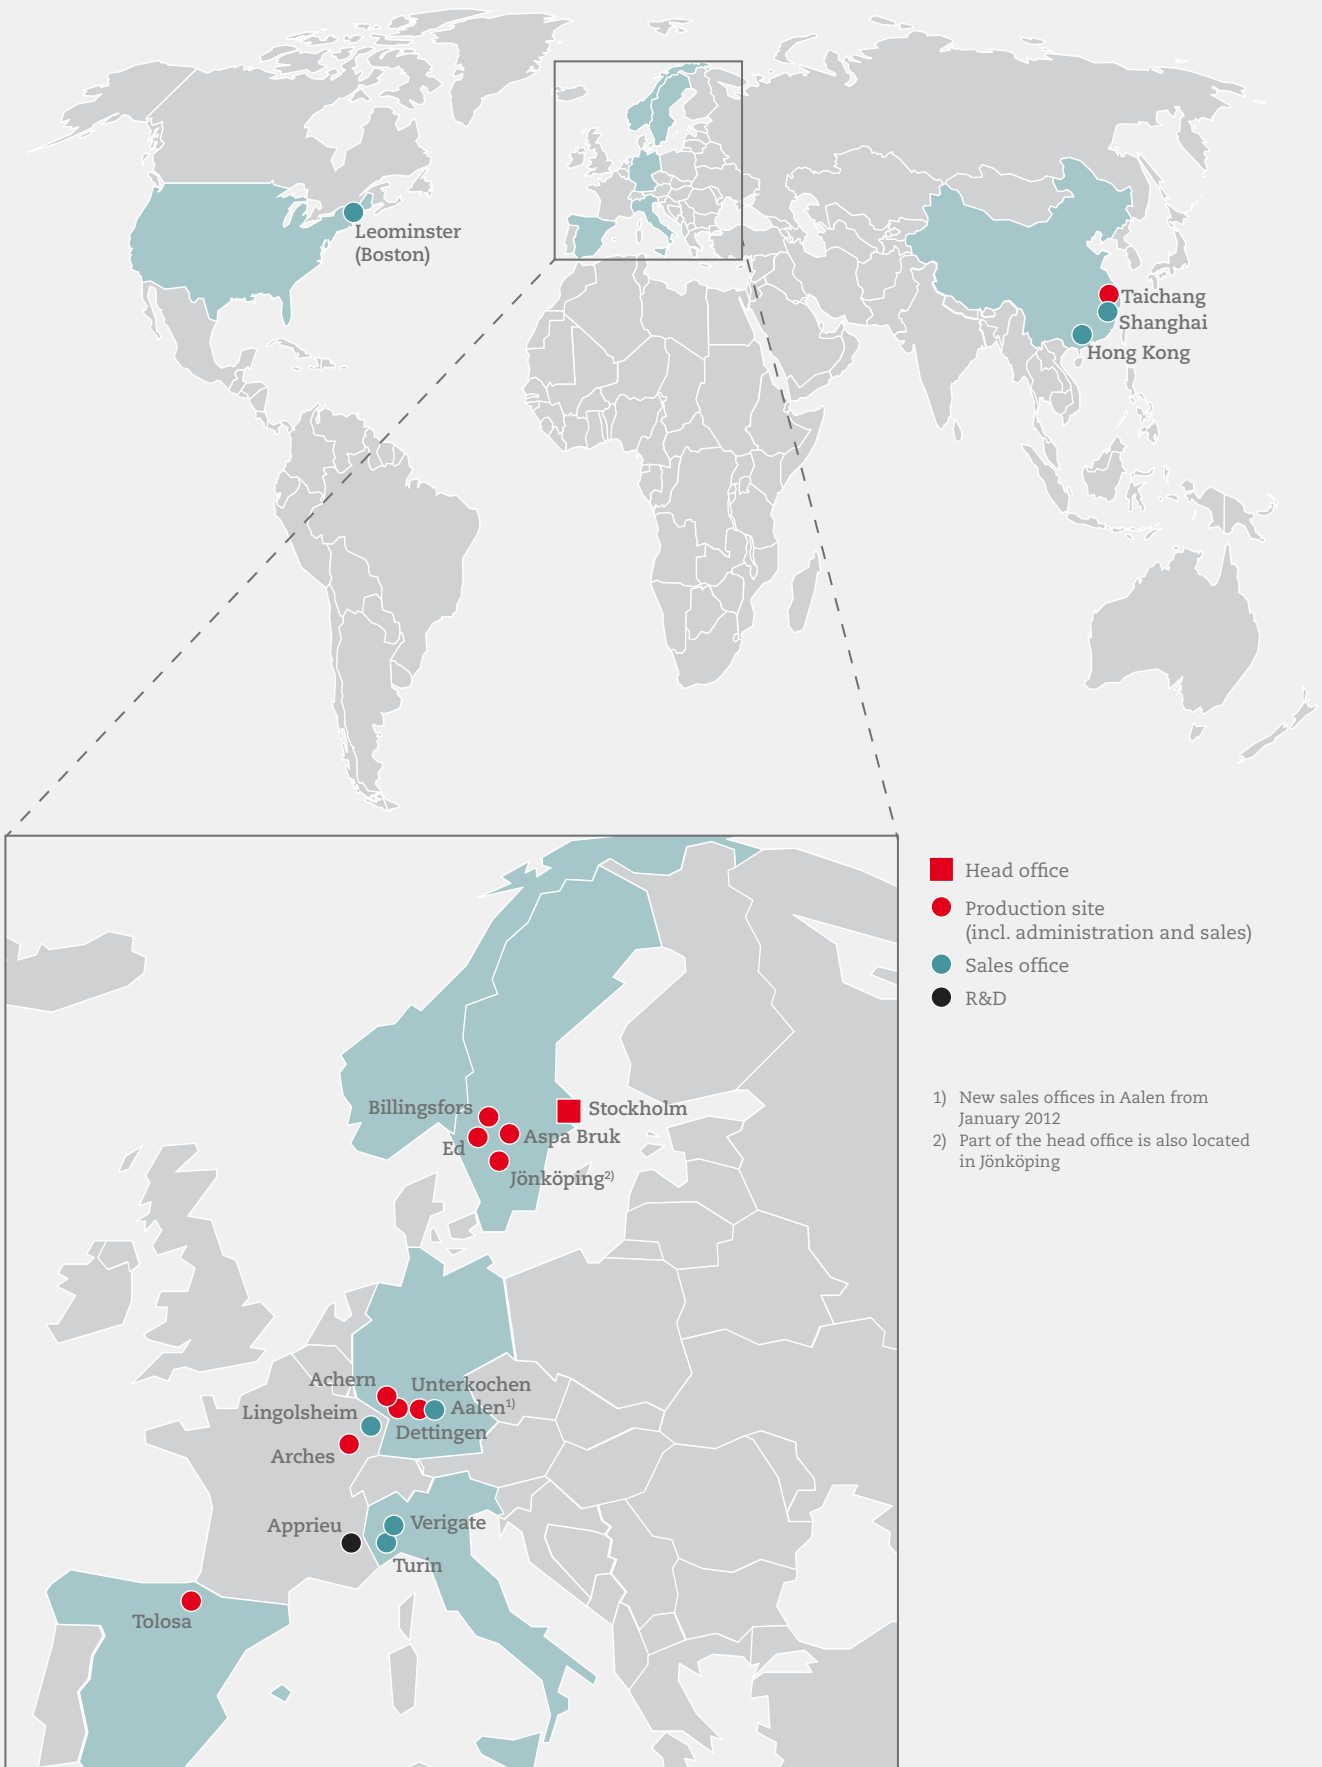 Leominster
(Boston)
Taichang
Shanghai
Hong Kong
Head office
Production site
(incl. administration and sales)
Sales office
R&D
1) New sales offices in Aalen from
January 2012
2) Part of the head office is also located
in Jönköping
Billingsfors
Stockholm
Aspa Bruk
Ed
Jönköping2)
Achern
Unterkochen
Aalen1)
Lingolsheim
Dettingen
Arches
Apprieu
Verigate
Turin
Tolosa